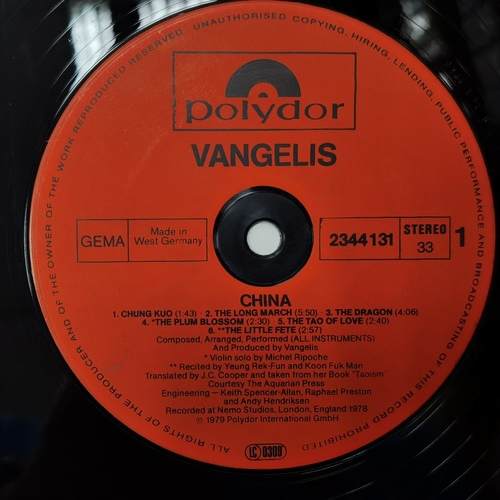 ALL RIGHTS OF THE PRODUCER AND OF THE OWNER OF THE WORK REPRODUCED RESERVED. UNAUTHORISED COPYING, HIRING, LENDING, PUBLIC PERFORMANCE AND BROADCASTING OF THIS RECORD PROHIBITED
polydor
VANGELIS
GEMA
Made in
West Germany
2344131
STEREO
33
1
CHINA
1. CHUNG KUO (1:43) · 2. THE LONG MARCH (5:50) · 3. THE DRAGON (4:06)
4. *THE PLUM BLOSSOM (2:30) · 5. THE TAO OF LOVE (2:40)
6. **THE LITTLE FETE (2:57)
Composed, Arranged, Performed (ALL INSTRUMENTS)
And Produced by Vangelis
* Violin solo by Michel Ripoche
** Recited by Yeung Rek-Fun and Koon Fuk Man
Translated by J.C. Cooper and taken from her Book "Taoism"
Courtesy The Aquarian Press
Engineering – Keith Spencer-Allan, Raphael Preston
and Andy Hendriksen
Recorded at Nemo Studios, London, England 1978
℗ 1979 Polydor International GmbH
LC 0309